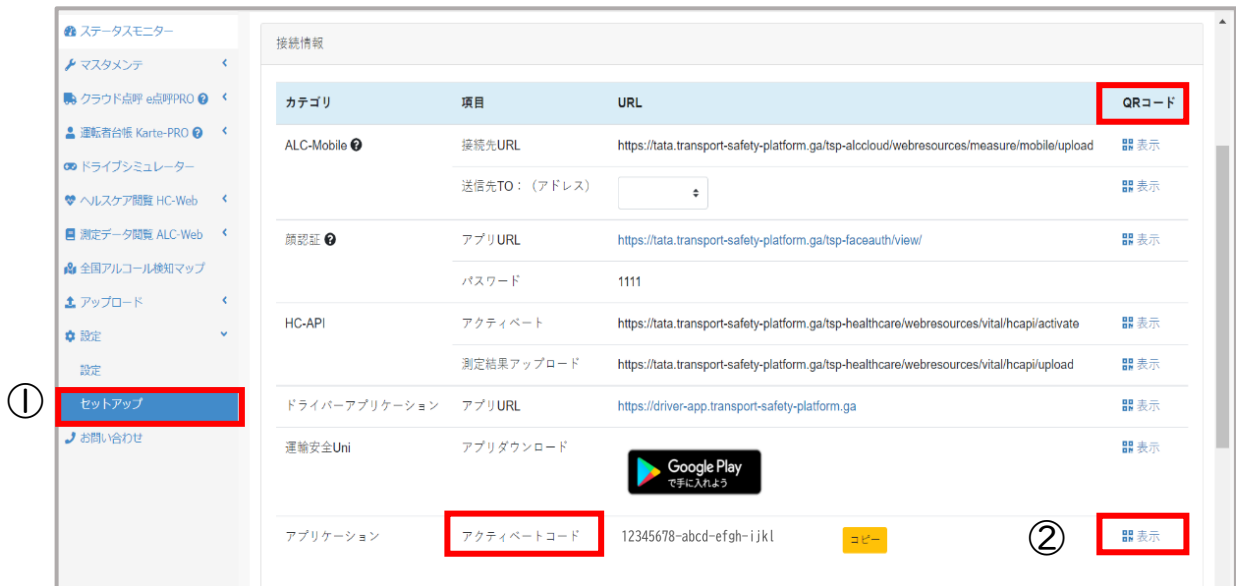 ステータスモニター
マスタメンテ
クラウド点呼 e点呼PRO
運転者台帳 Karte-PRO
ドライブシミュレーター
ヘルスケア閲覧 HC-Web
測定データ閲覧 ALC-Web
全国アルコール検知マップ
アップロード
設定
設定
① セットアップ
お問い合わせ
接続情報
カテゴリ 項目 URL QRコード
ALC-Mobile 接続先URL https://tata.transport-safety-platform.ga/tsp-alccloud/webresources/measure/mobile/upload 表示
送信先TO：（アドレス） 表示
顔認証 アプリURL https://tata.transport-safety-platform.ga/tsp-faceauth/view/ 表示
パスワード 1111
HC-API アクティベート https://tata.transport-safety-platform.ga/tsp-healthcare/webresources/vital/hcapi/activate 表示
測定結果アップロード https://tata.transport-safety-platform.ga/tsp-healthcare/webresources/vital/hcapi/upload 表示
ドライバーアプリケーション アプリURL https://driver-app.transport-safety-platform.ga 表示
運輸安全Uni アプリダウンロード 表示
Google Play
で手に入れよう
アプリケーション アクティベートコード 12345678-abcd-efgh-ijkl コピー ② 表示